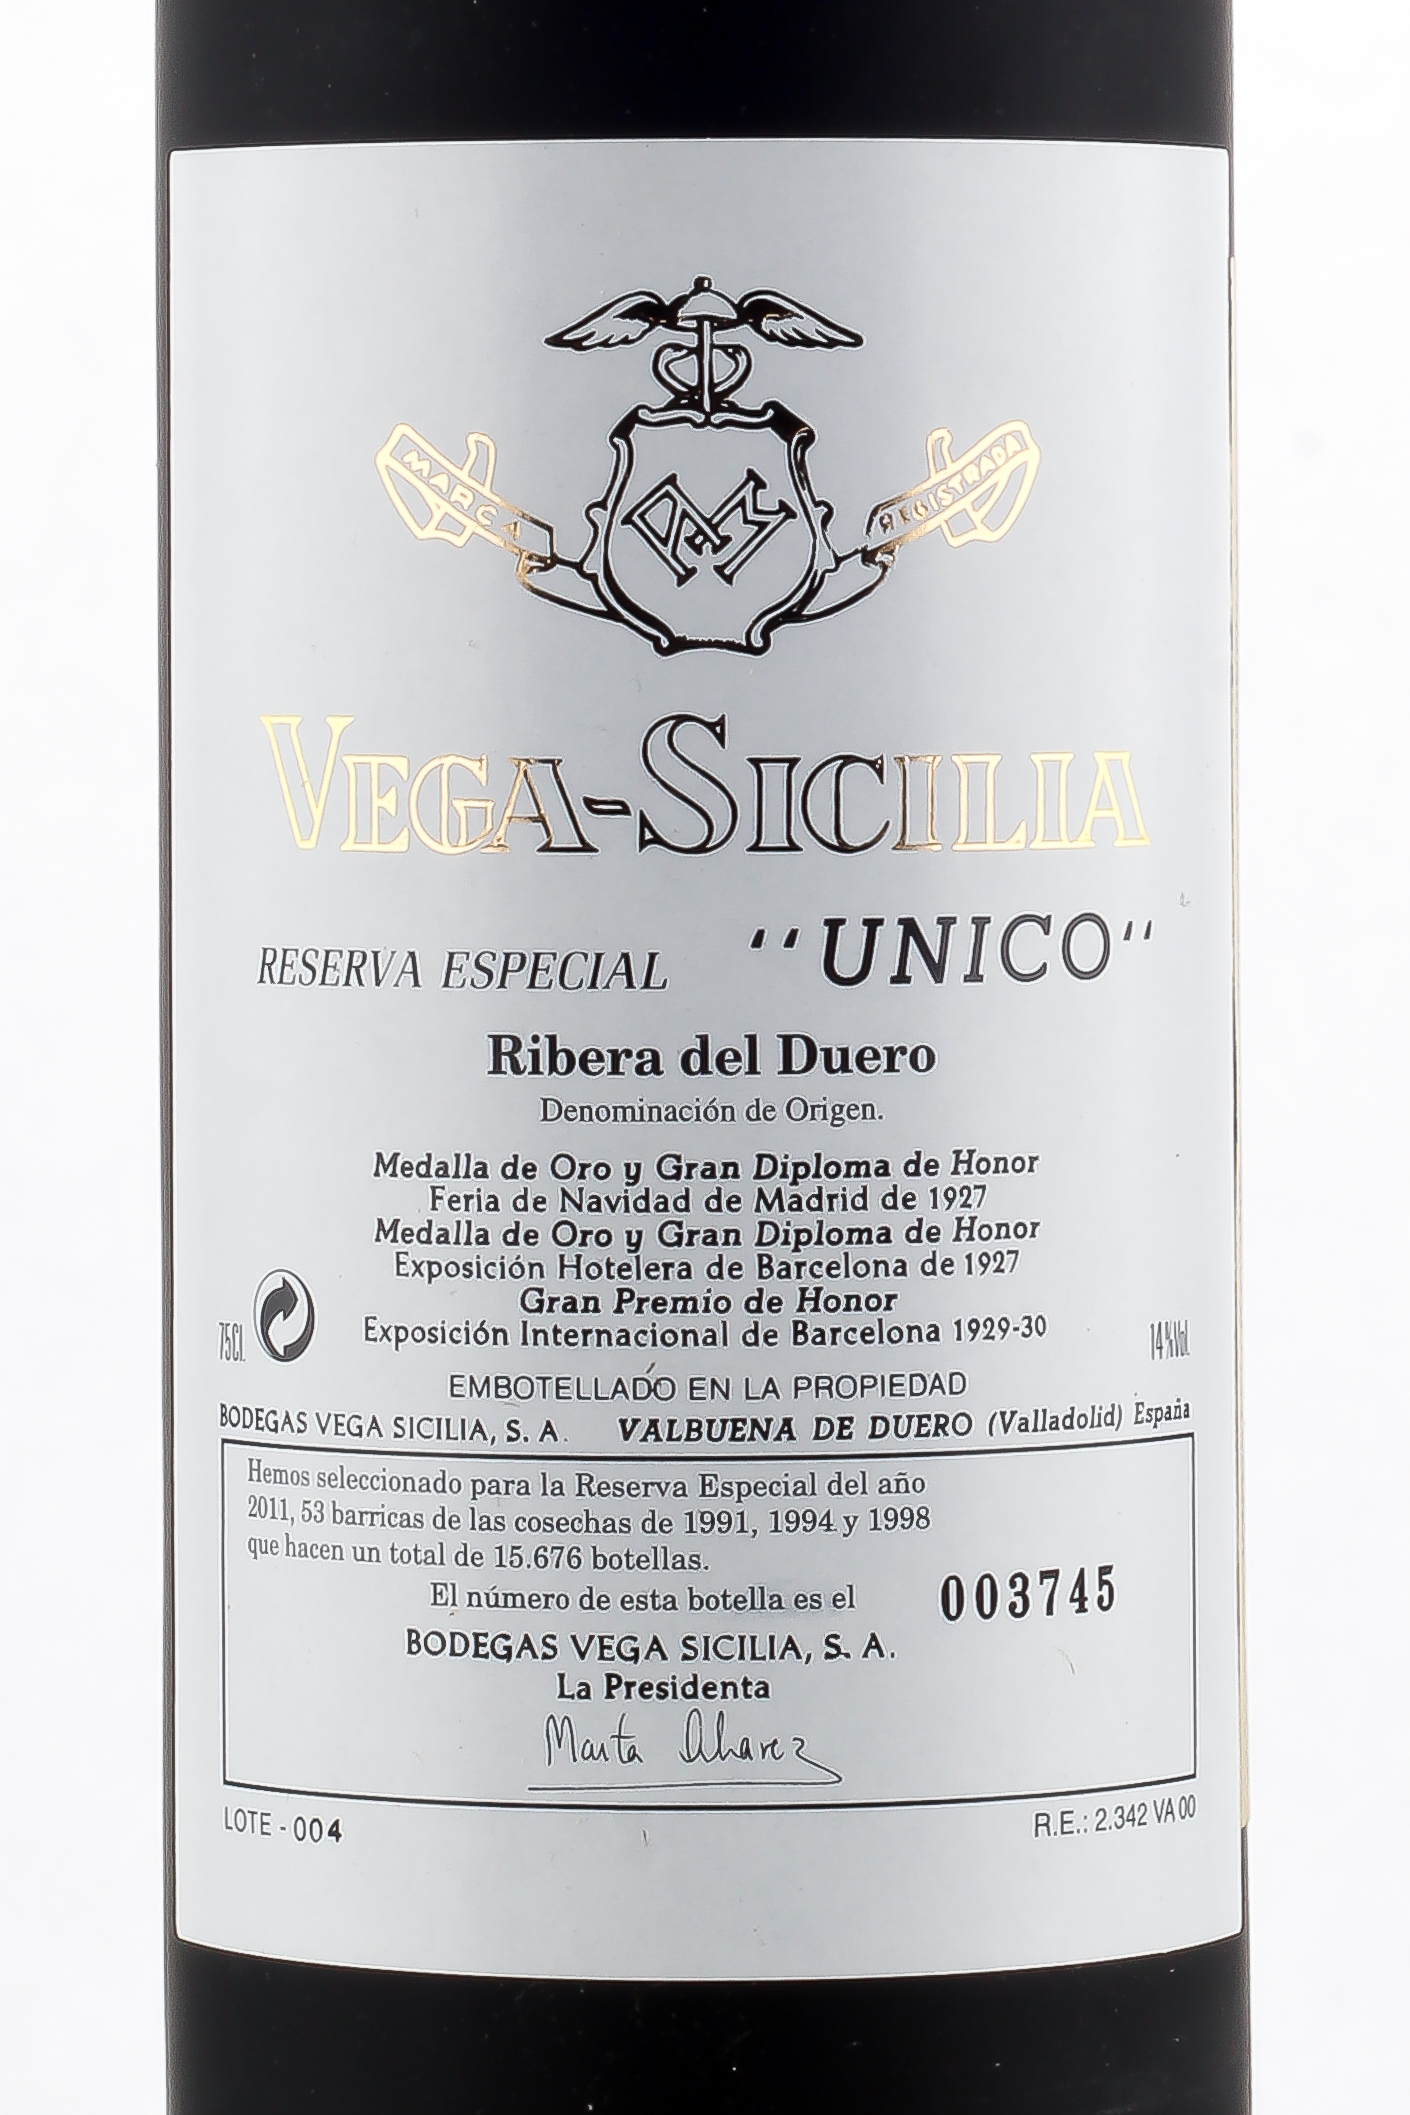 MARCA REGISTRADA
PAM
VEGA-SICILIA
RESERVA ESPECIAL "UNICO"
Ribera del Duero
Denominación de Origen.
Medalla de Oro y Gran Diploma de Honor
Feria de Navidad de Madrid de 1927
Medalla de Oro y Gran Diploma de Honor
Exposición Hotelera de Barcelona de 1927
Gran Premio de Honor
Exposición Internacional de Barcelona 1929-30
75Cl. 14%Vol.
EMBOTELLADO EN LA PROPIEDAD
BODEGAS VEGA SICILIA, S. A. VALBUENA DE DUERO (Valladolid) España
Hemos seleccionado para la Reserva Especial del año
2011, 53 barricas de las cosechas de 1991, 1994 y 1998
que hacen un total de 15.676 botellas.
El número de esta botella es el 003745
BODEGAS VEGA SICILIA, S. A.
La Presidenta
Marta Alvarez
LOTE - 004 R.E.: 2.342 VA 00